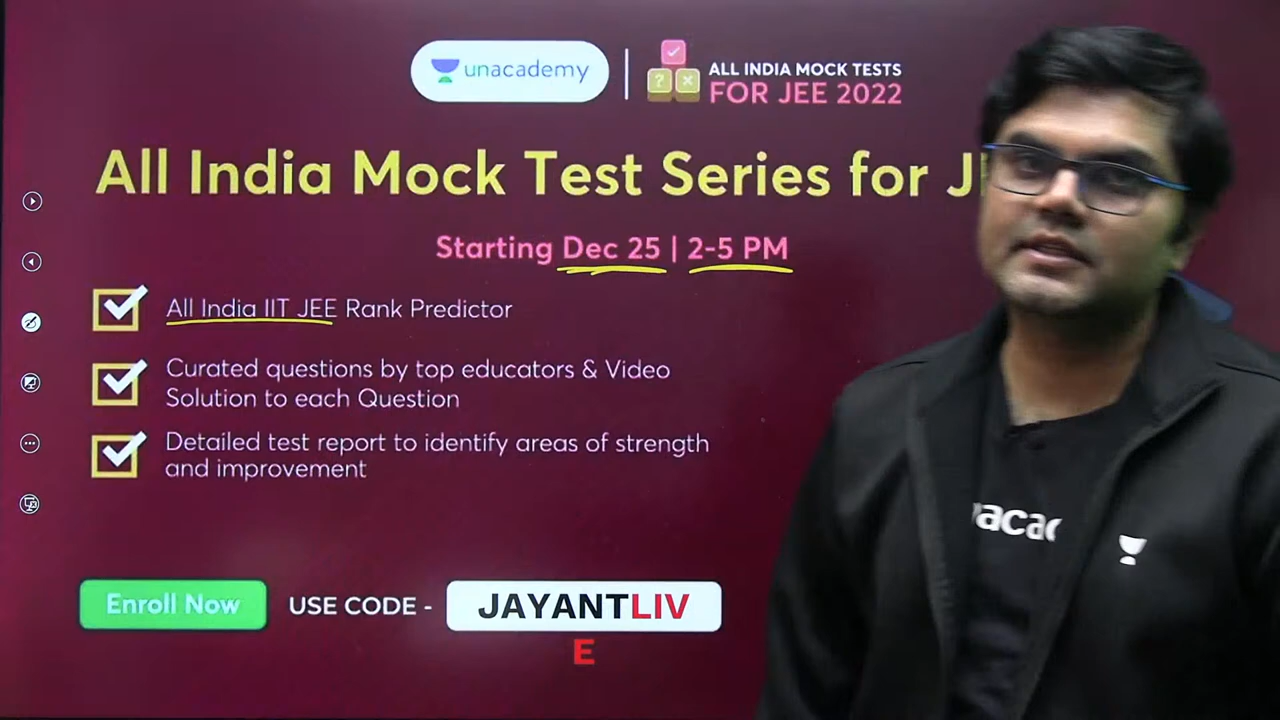 unacademy
ALL INDIA MOCK TESTS
FOR JEE 2022
All India Mock Test Series for J
Starting Dec 25 | 2-5 PM
All India IIT JEE Rank Predictor
Curated questions by top educators & Video
Solution to each Question
Detailed test report to identify areas of strength
and improvement
Enroll Now USE CODE - JAYANTLIV
E
nacac